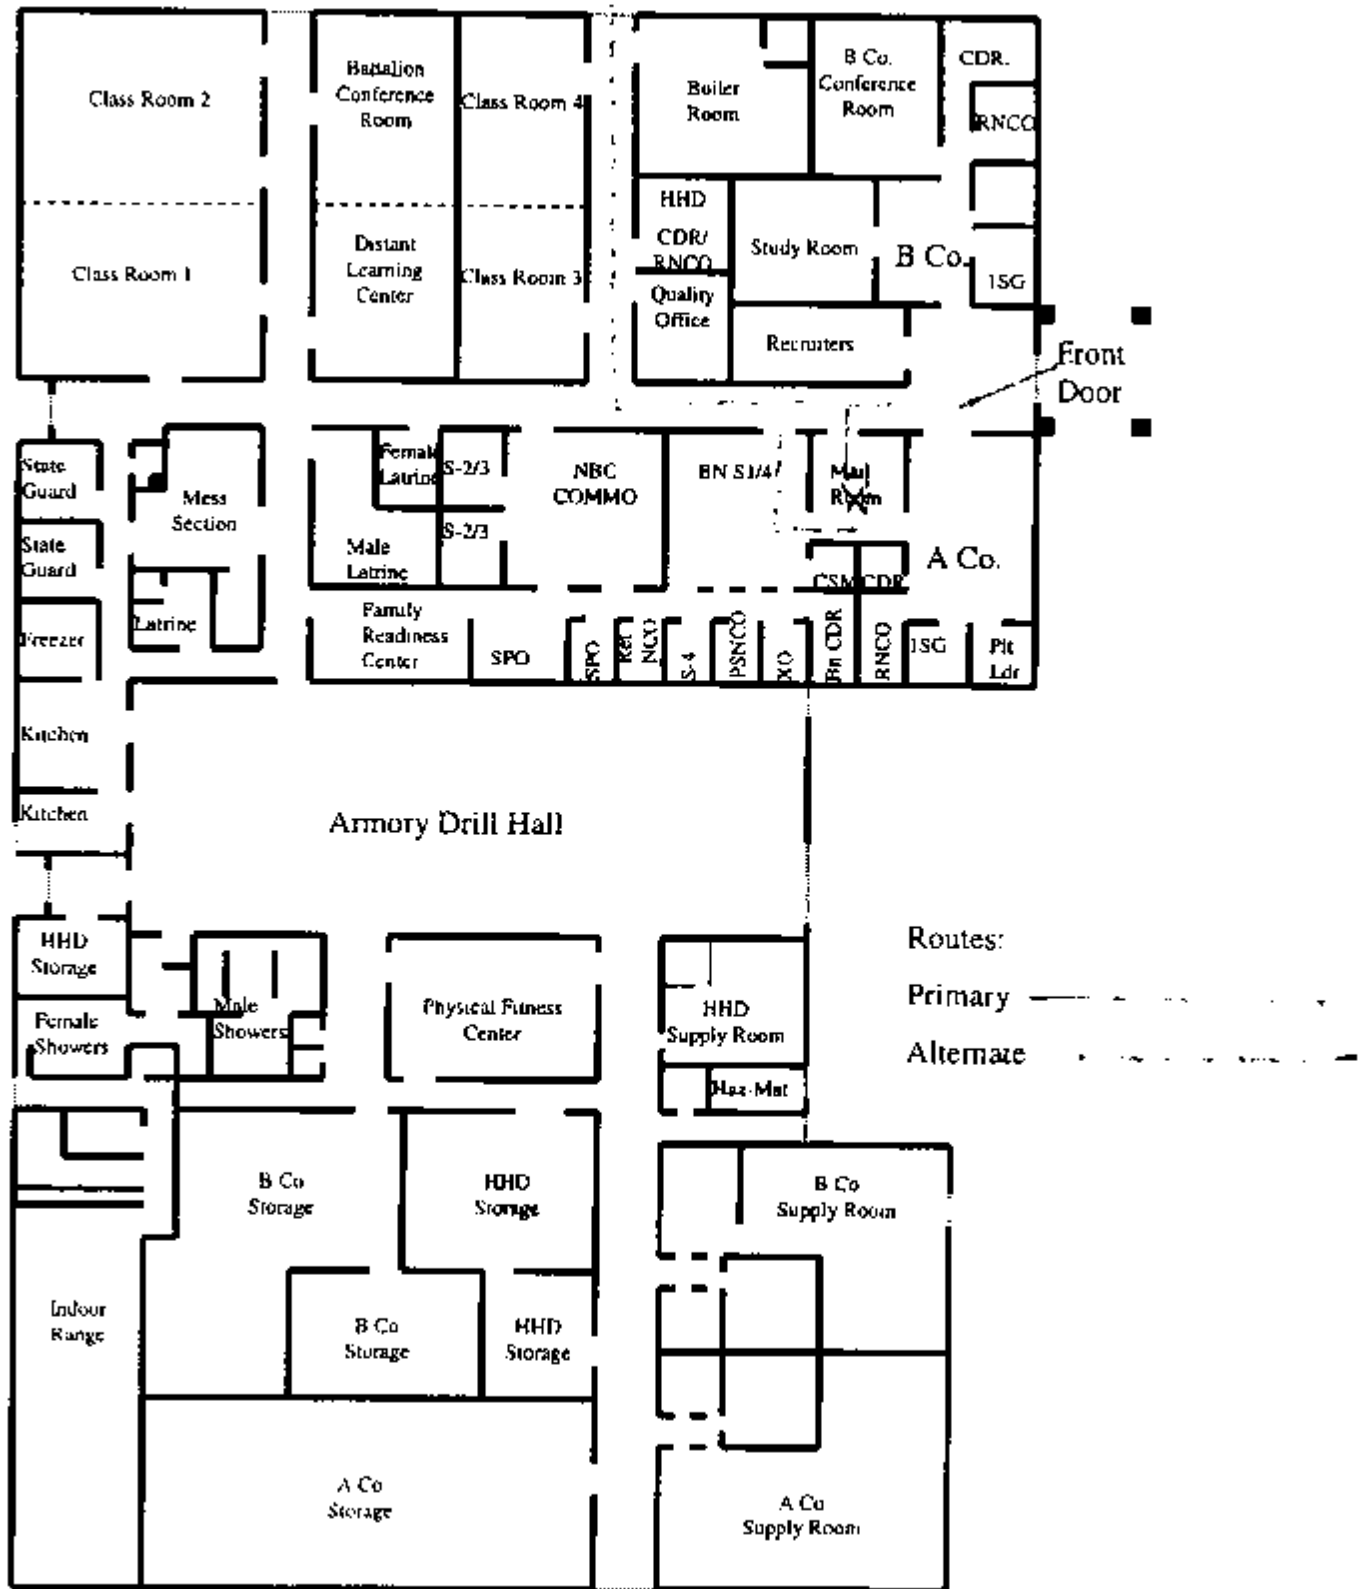 Class Room 2
Battalion
Conference
Room
Class Room 4
Boiler
Room
B Co.
Conference
Room
CDR.
RNCO
Class Room 1
Distant
Learning
Center
Class Room 3
HHD
CDR/
RNCO
Quality
Office
Study Room
B Co.
1SG
Recruiters
Front
Door
State
Guard
State
Guard
Freezer
Kitchen
Kitchen
Mess
Section
Latrine
Female
Latrine
Male
Latrine
S-2/3
S-2/3
NBC
COMMO
BN S1/4
Mail
Room
A Co.
CSM
CDR
Family
Readiness
Center
SPO
SPO
Ret
NCO
S-4
PSNCO
XO
Bn CDR
RNCO
1SG
Plt
Ldr
Armory Drill Hall
HHD
Storage
Female
Showers
Male
Showers
Physical Fitness
Center
HHD
Supply Room
Haz-Mat
Routes:
Primary
Alternate
B Co
Storage
HHD
Storage
B Co
Supply Room
Indoor
Range
B Co
Storage
HHD
Storage
A Co
Storage
A Co
Supply Room